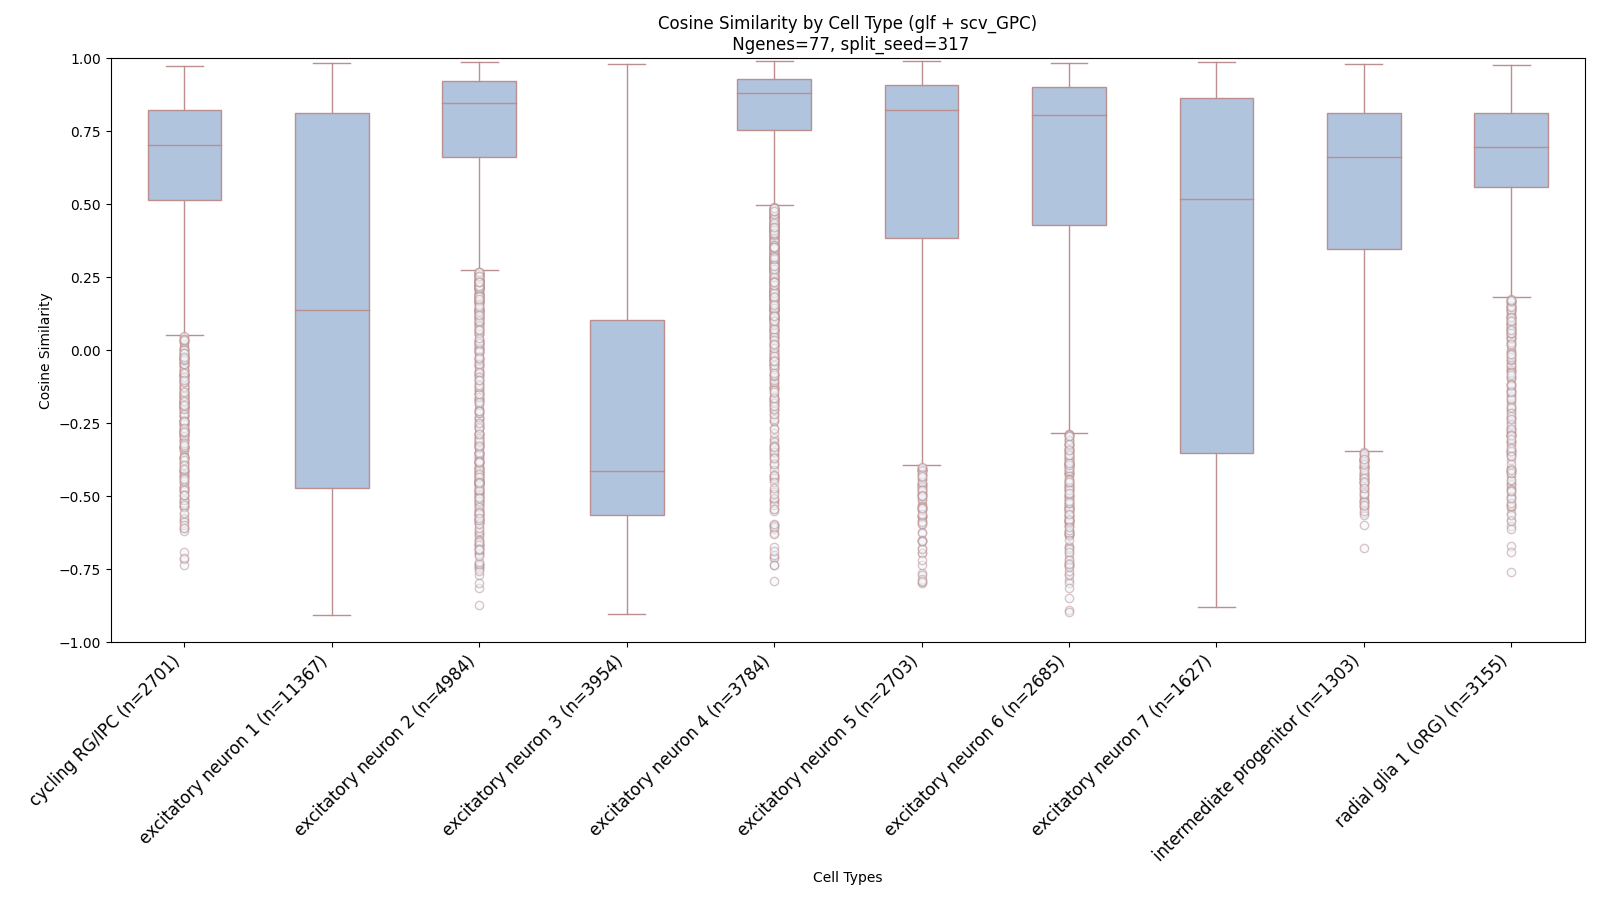 Cosine Similarity by Cell Type (glf + scv_GPC)
Ngenes=77, split_seed=317
Cosine Similarity
1.00
0.75
0.50
0.25
0.00
−0.25
−0.50
−0.75
−1.00
cycling RG/IPC (n=2701)
excitatory neuron 1 (n=11367)
excitatory neuron 2 (n=4984)
excitatory neuron 3 (n=3954)
excitatory neuron 4 (n=3784)
excitatory neuron 5 (n=2703)
excitatory neuron 6 (n=2685)
excitatory neuron 7 (n=1627)
intermediate progenitor (n=1303)
radial glia 1 (oRG) (n=3155)
Cell Types